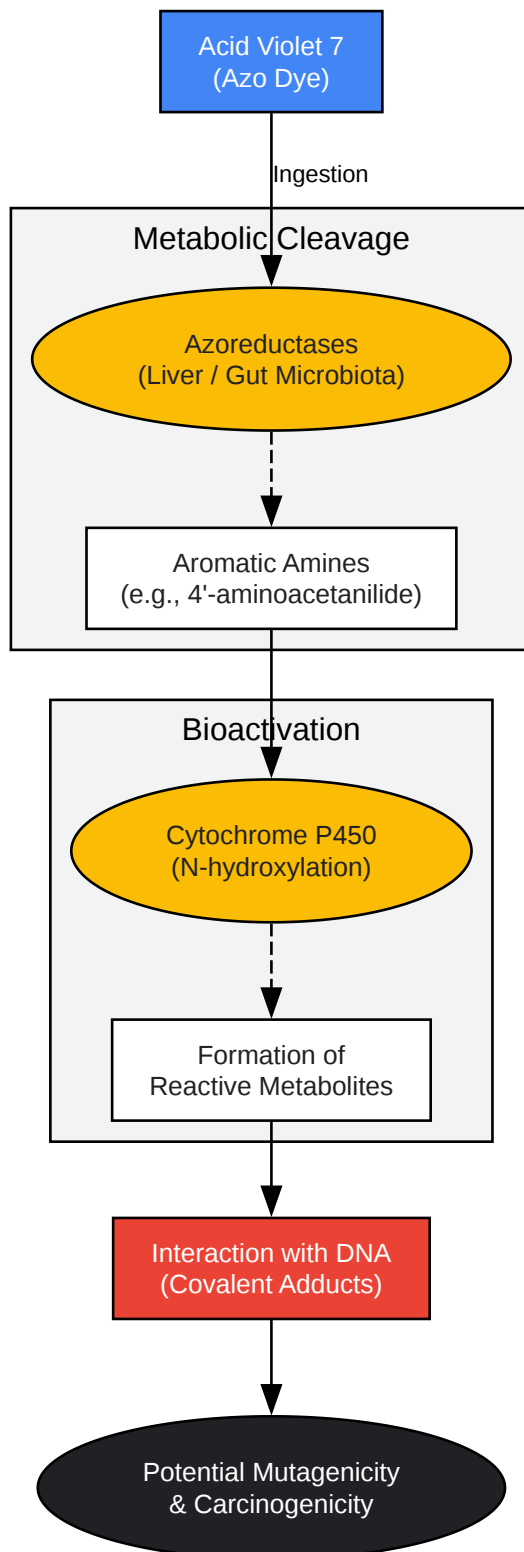 Acid Violet 7
(Azo Dye)
Ingestion
Metabolic Cleavage
Azoreductases
(Liver / Gut Microbiota)
Aromatic Amines
(e.g., 4'-aminoacetanilide)
Bioactivation
Cytochrome P450
(N-hydroxylation)
Formation of
Reactive Metabolites
Interaction with DNA
(Covalent Adducts)
Potential Mutagenicity
& Carcinogenicity